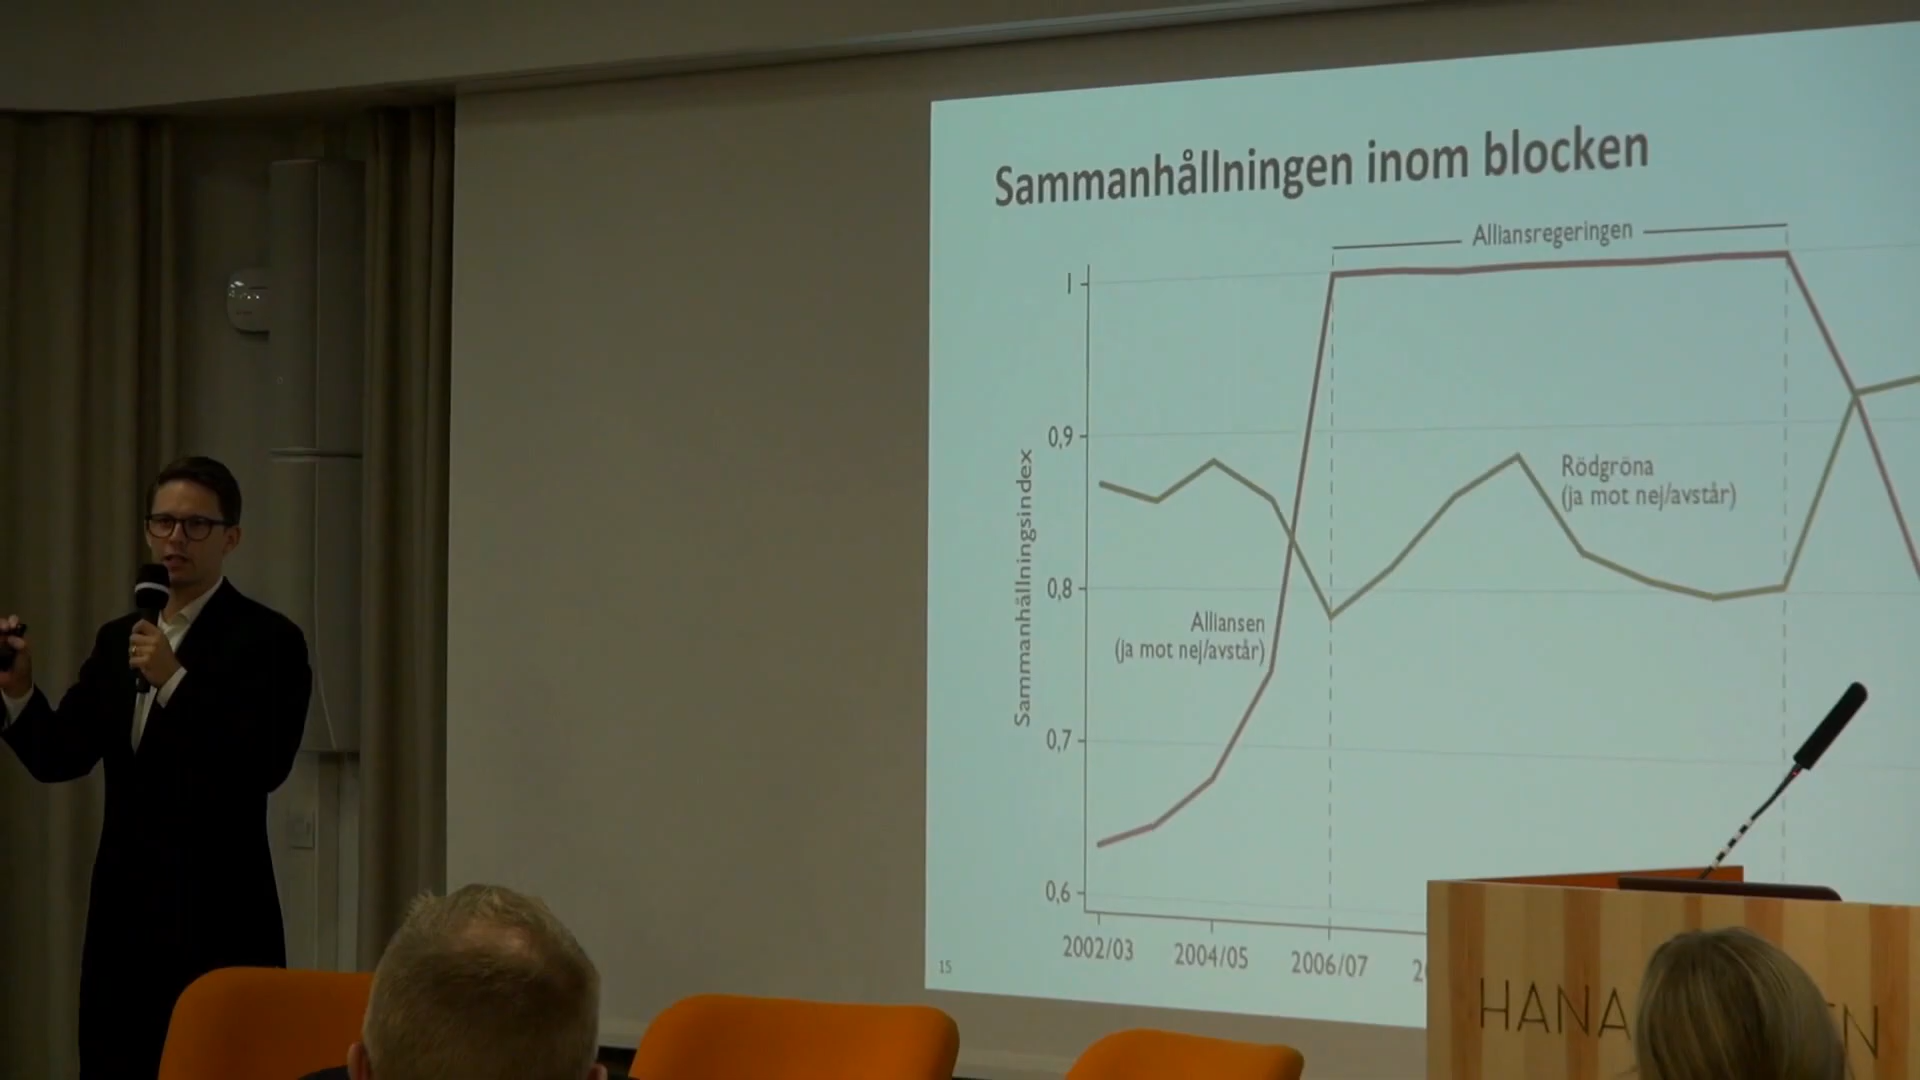 Sammanhållningen inom blocken
Alliansregeringen
1
0,9
Rödgröna
(ja mot nej/avstår)
0,8
Alliansen
(ja mot nej/avstår)
0,7
0,6
Sammanhållningsindex
2002/03
2004/05
2006/07
2
15
HANA
N